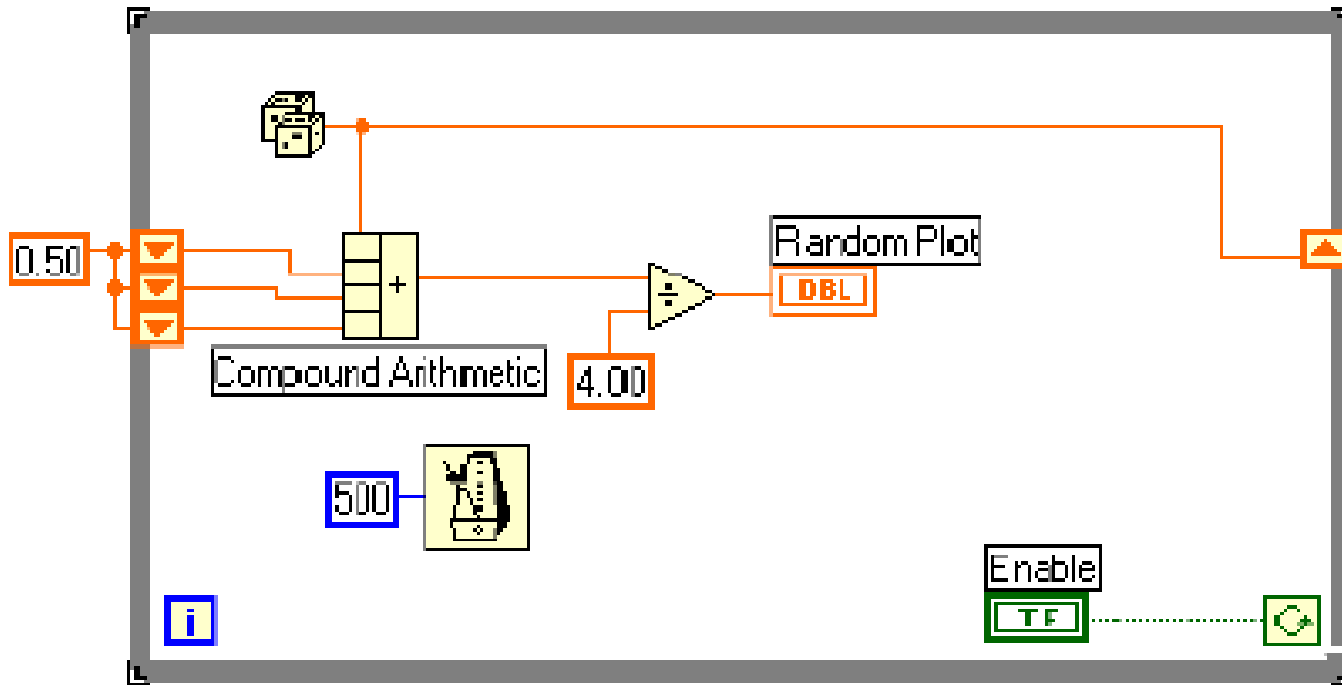 0.50
+
÷
Random Plot
DBL
Compound Arithmetic
4.00
500
Enable
TF
i